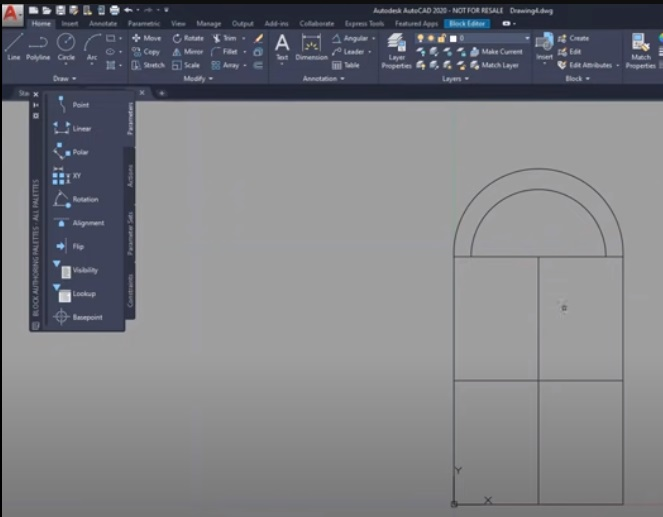 A
Autodesk AutoCAD 2020 - NOT FOR RESALE Drawing4.dwg
Home Insert Annotate Parametric View Manage Output Add-ins Collaborate Express Tools Featured Apps Block Editor
Line Polyline Circle Arc
Move Rotate Trim
Copy Mirror Fillet
Stretch Scale Array
A
Text Dimension
Angular
Leader
Table
Layer Properties
0
Make Current
Match Layer
Insert
Create
Edit
Edit Attributes
Match Properties
Draw Modify Annotation Layers Block
Sta
Point
Linear
Polar
XY
Rotation
Alignment
Flip
Visibility
Lookup
Basepoint
Parameters
Actions
Parameter Sets
Constraints
BLOCK AUTHORING PALETTES - ALL PALETTES
Y
X